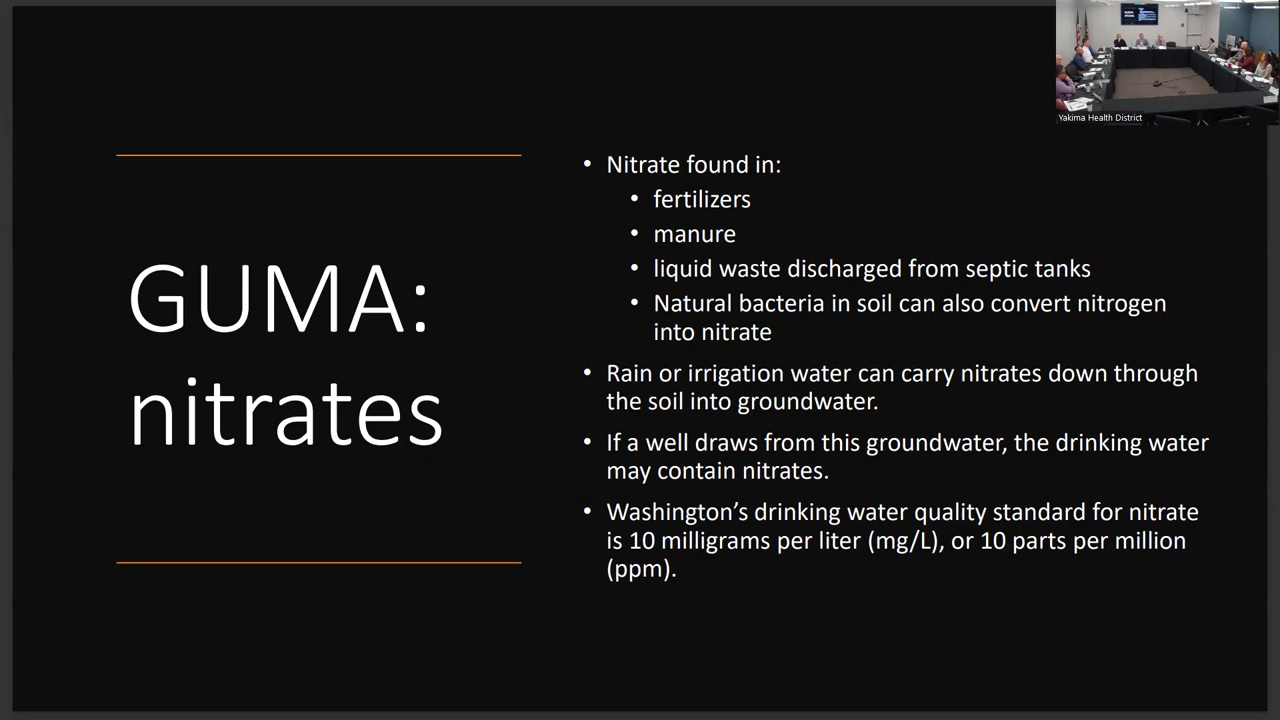 Yakima Health District
GUMA:
nitrates
• Nitrate found in:
• fertilizers
• manure
• liquid waste discharged from septic tanks
• Natural bacteria in soil can also convert nitrogen
into nitrate
• Rain or irrigation water can carry nitrates down through
the soil into groundwater.
• If a well draws from this groundwater, the drinking water
may contain nitrates.
• Washington’s drinking water quality standard for nitrate
is 10 milligrams per liter (mg/L), or 10 parts per million
(ppm).